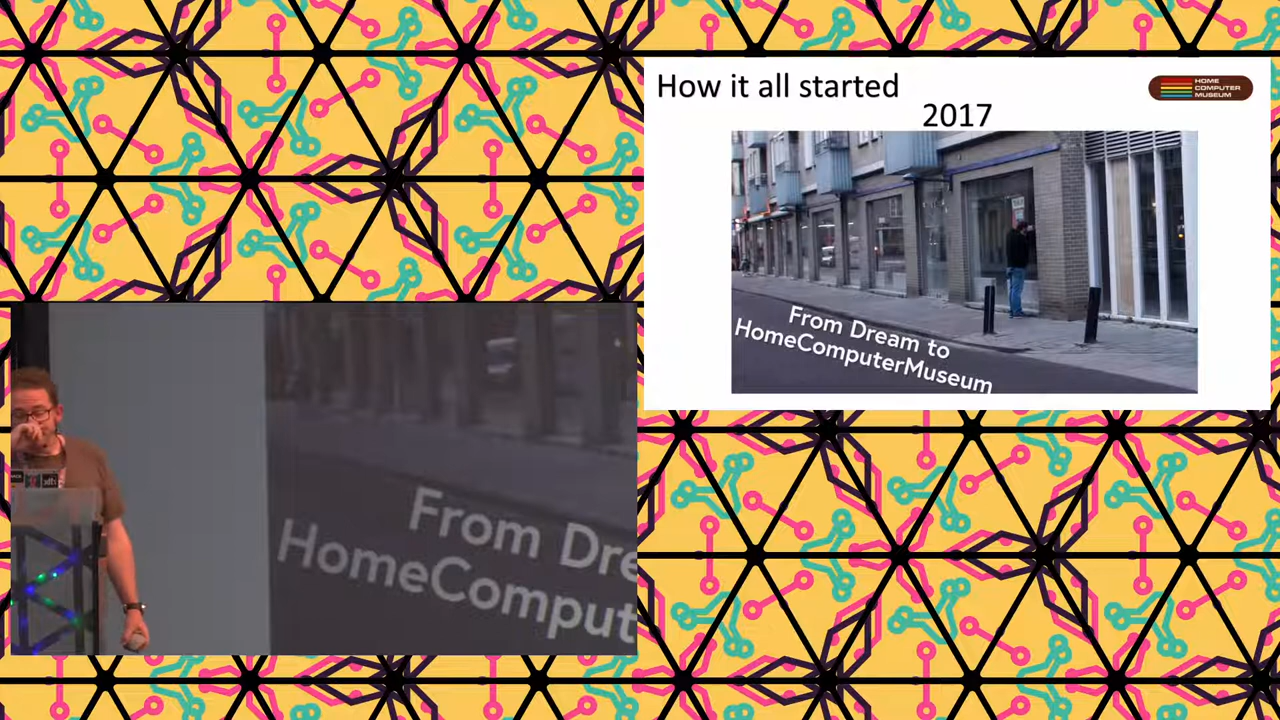 How it all started
HOME
COMPUTER
MUSEUM
2017
From Dream to
HomeComputerMuseum
From Dre
HomeComput